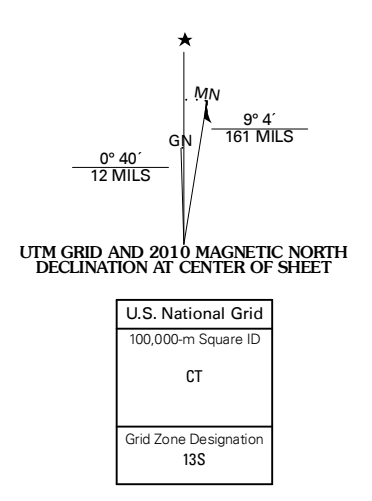 MN
GN
9° 4´
161 MILS
0° 40´
12 MILS
UTM GRID AND 2010 MAGNETIC NORTH
DECLINATION AT CENTER OF SHEET
U.S. National Grid
100,000-m Square ID
CT
Grid Zone Designation
13S